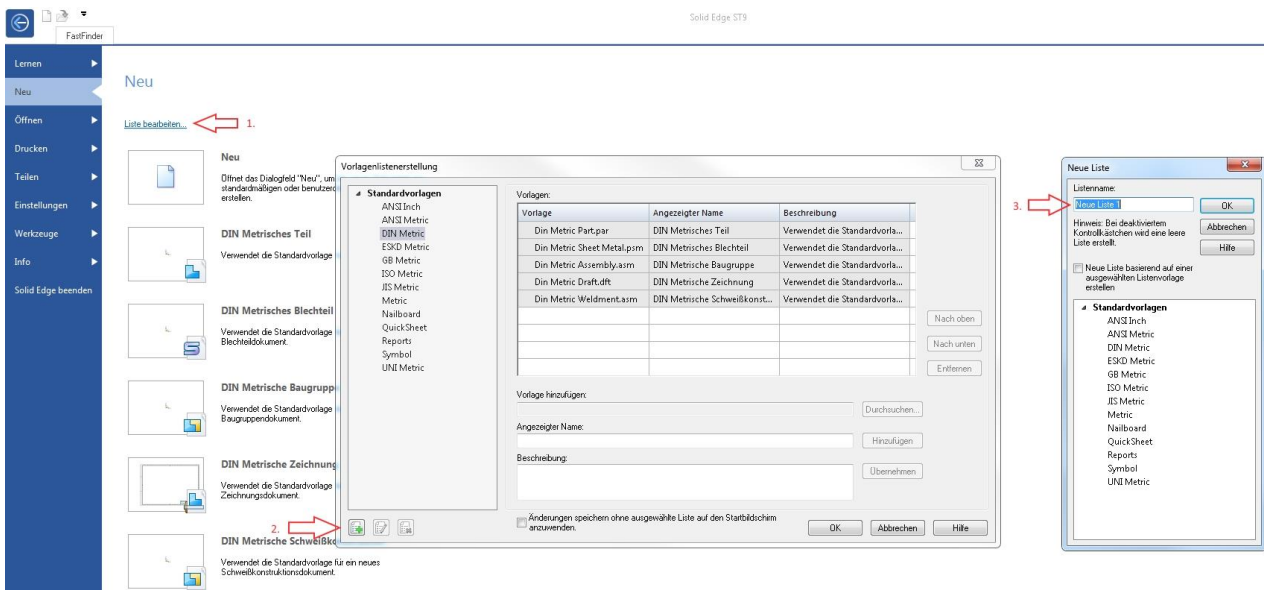 Solid Edge ST9
FastFinder
Lernen
Neu
Öffnen
Drucken
Teilen
Einstellungen
Werkzeuge
Info
Solid Edge beenden
Neu
Liste bearbeiten...
1.
Neu
Öffnet das Dialogfeld "Neu", um
standardmäßigen oder benutzerd
erstellen.
DIN Metrisches Teil
Verwendet die Standardvorlage
DIN Metrisches Blechteil
Verwendet die Standardvorlage
Blechteildokument.
DIN Metrische Baugruppe
Verwendet die Standardvorlage
Baugruppendokument.
DIN Metrische Zeichnung
Verwendet die Standardvorlage
Zeichnungsdokument.
DIN Metrische Schweißko
Verwendet die Standardvorlage für ein neues
Schweißkonstruktionsdokument.
2.
Vorlagenlistenerstellung
Standardvorlagen
ANSI Inch
ANSI Metric
DIN Metric
ESKD Metric
GB Metric
ISO Metric
JIS Metric
Metric
Nailboard
QuickSheet
Reports
Symbol
UNI Metric
Vorlagen:
Vorlage Angezeigter Name Beschreibung
Din Metric Part.par DIN Metrisches Teil Verwendet die Standardvorla...
Din Metric Sheet Metal.psm DIN Metrisches Blechteil Verwendet die Standardvorla...
Din Metric Assembly.asm DIN Metrische Baugruppe Verwendet die Standardvorla...
Din Metric Draft.dft DIN Metrische Zeichnung Verwendet die Standardvorla...
Din Metric Weldment.asm DIN Metrische Schweißkonst... Verwendet die Standardvorla...
Nach oben
Nach unten
Entfernen
Vorlage hinzufügen:
Durchsuchen...
Angezeigter Name:
Hinzufügen
Beschreibung:
Übernehmen
Änderungen speichern ohne ausgewählte Liste auf den Startbildschirm
anzuwenden.
OK Abbrechen Hilfe
3.
Neue Liste
Listenname:
Neue Liste 1
OK
Abbrechen
Hilfe
Hinweis: Bei deaktiviertem
Kontrollkästchen wird eine leere
Liste erstellt.
Neue Liste basierend auf einer
ausgewählten Listenvorlage
erstellen
Standardvorlagen
ANSI Inch
ANSI Metric
DIN Metric
ESKD Metric
GB Metric
ISO Metric
JIS Metric
Metric
Nailboard
QuickSheet
Reports
Symbol
UNI Metric